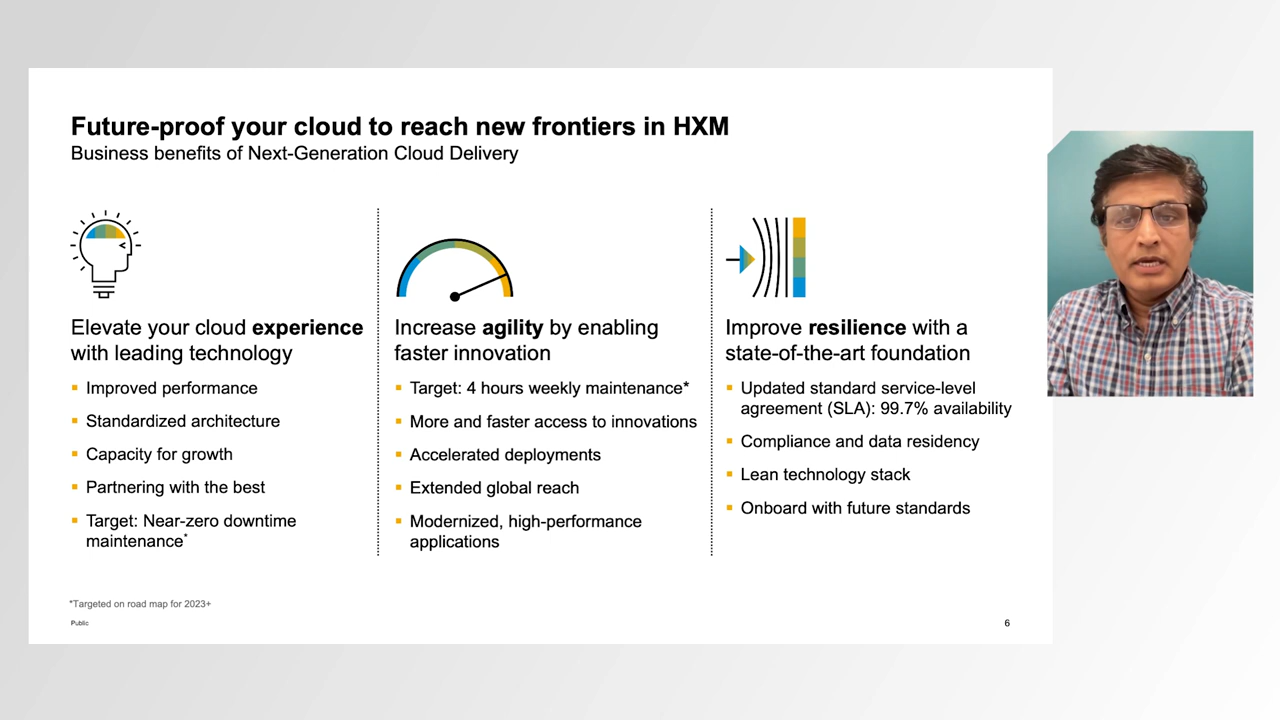 Future-proof your cloud to reach new frontiers in HXM
Business benefits of Next-Generation Cloud Delivery
Elevate your cloud experience
with leading technology
▪ Improved performance
▪ Standardized architecture
▪ Capacity for growth
▪ Partnering with the best
▪ Target: Near-zero downtime
maintenance*
Increase agility by enabling
faster innovation
▪ Target: 4 hours weekly maintenance*
▪ More and faster access to innovations
▪ Accelerated deployments
▪ Extended global reach
▪ Modernized, high-performance
applications
Improve resilience with a
state-of-the-art foundation
▪ Updated standard service-level
agreement (SLA): 99.7% availability
▪ Compliance and data residency
▪ Lean technology stack
▪ Onboard with future standards
*Targeted on road map for 2023+
Public
6